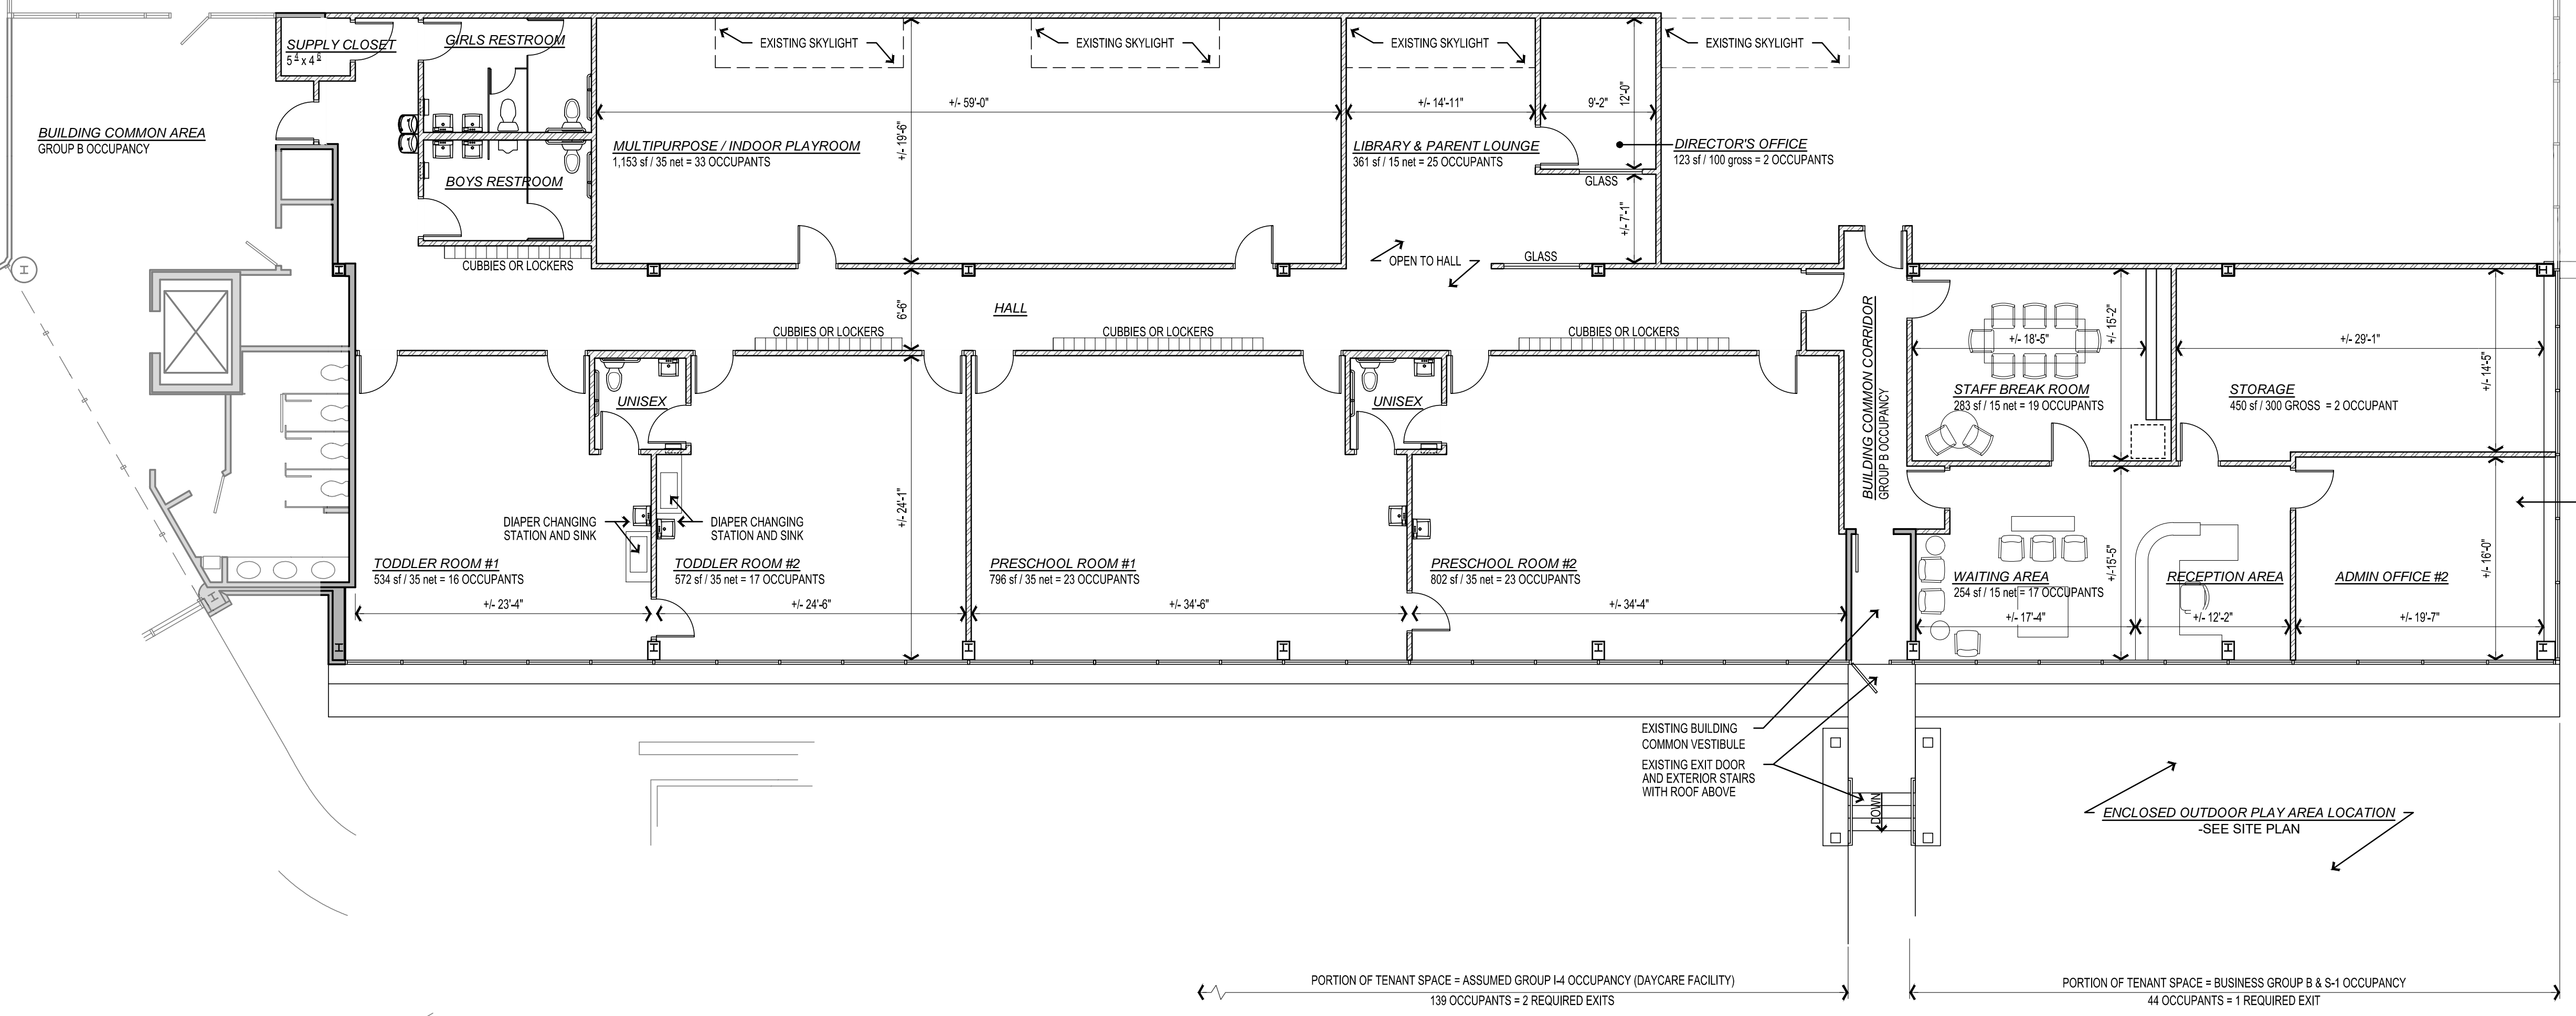 SUPPLY CLOSET
5 4 x 4 6
GIRLS RESTROOM
EXISTING SKYLIGHT
EXISTING SKYLIGHT
EXISTING SKYLIGHT
EXISTING SKYLIGHT
+/- 59'-0"
+/- 14'-11"
9'-2"
12'-0"
+/- 19'-6"
BUILDING COMMON AREA
GROUP B OCCUPANCY
MULTIPURPOSE / INDOOR PLAYROOM
1,153 sf / 35 net = 33 OCCUPANTS
LIBRARY & PARENT LOUNGE
361 sf / 15 net = 25 OCCUPANTS
DIRECTOR'S OFFICE
123 sf / 100 gross = 2 OCCUPANTS
BOYS RESTROOM
GLASS
+/- 7'-1"
CUBBIES OR LOCKERS
OPEN TO HALL
GLASS
H
H
H
H
H
H
H
H
H
HALL
6'-6"
CUBBIES OR LOCKERS
CUBBIES OR LOCKERS
CUBBIES OR LOCKERS
BUILDING COMMON CORRIDOR
GROUP B OCCUPANCY
+/- 18'-5"
+/- 15'-2"
+/- 29'-1"
+/- 14'-5"
STAFF BREAK ROOM
283 sf / 15 net = 19 OCCUPANTS
STORAGE
450 sf / 300 GROSS = 2 OCCUPANT
UNISEX
UNISEX
+/- 24'-1"
DIAPER CHANGING
STATION AND SINK
DIAPER CHANGING
STATION AND SINK
TODDLER ROOM #1
534 sf / 35 net = 16 OCCUPANTS
TODDLER ROOM #2
572 sf / 35 net = 17 OCCUPANTS
PRESCHOOL ROOM #1
796 sf / 35 net = 23 OCCUPANTS
PRESCHOOL ROOM #2
802 sf / 35 net = 23 OCCUPANTS
WAITING AREA
254 sf / 15 net = 17 OCCUPANTS
RECEPTION AREA
ADMIN OFFICE #2
+/-15'-5"
+/- 16'-0"
+/- 23'-4"
+/- 24'-6"
+/- 34'-6"
+/- 34'-4"
+/- 17'-4"
+/- 12'-2"
+/- 19'-7"
H
H
H
H
H
H
H
H
H
EXISTING BUILDING
COMMON VESTIBULE
EXISTING EXIT DOOR
AND EXTERIOR STAIRS
WITH ROOF ABOVE
DOWN
ENCLOSED OUTDOOR PLAY AREA LOCATION
-SEE SITE PLAN
PORTION OF TENANT SPACE = ASSUMED GROUP I-4 OCCUPANCY (DAYCARE FACILITY)
139 OCCUPANTS = 2 REQUIRED EXITS
PORTION OF TENANT SPACE = BUSINESS GROUP B & S-1 OCCUPANCY
44 OCCUPANTS = 1 REQUIRED EXIT